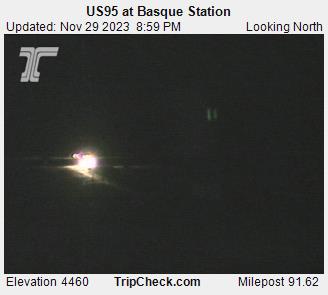 US95 at Basque Station
Updated: Nov 29 2023 8:59 PM Looking North
Elevation 4460 TripCheck.com Milepost 91.62